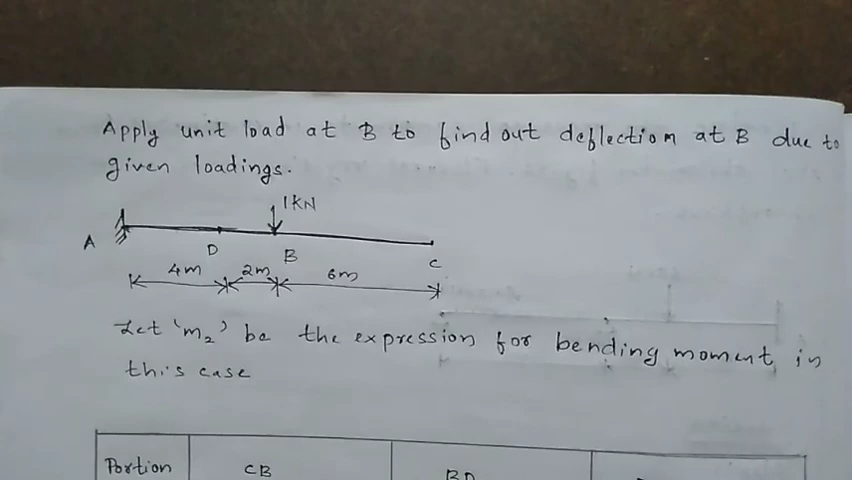 Apply unit load at B to find out deflection at B due to
given loadings.
1KN
A
D
B
C
4m
2m
6m
Let 'm₂' be the expression for bending moment in
this case
Portion
CB
BD